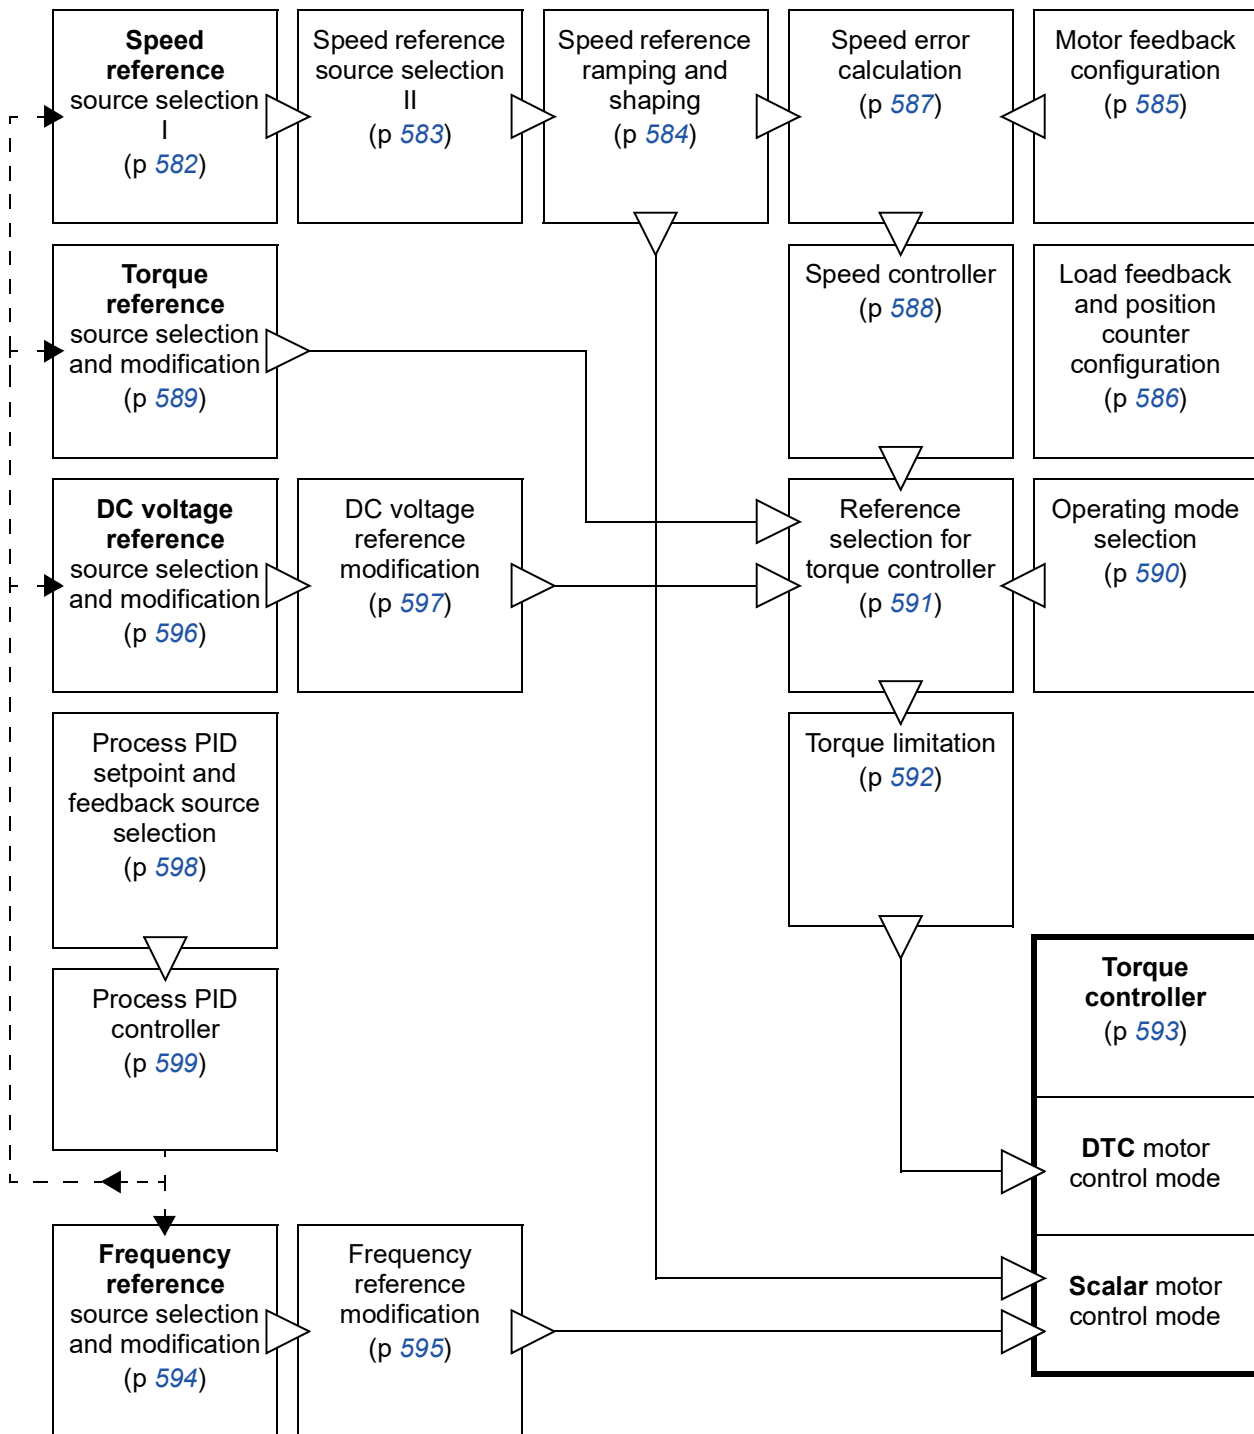 Speed
reference
source selection
I
(p 582)
Speed reference
source selection
II
(p 583)
Speed reference
ramping and
shaping
(p 584)
Speed error
calculation
(p 587)
Motor feedback
configuration
(p 585)
Torque
reference
source selection
and modification
(p 589)
Speed controller
(p 588)
Load feedback
and position
counter
configuration
(p 586)
DC voltage
reference
source selection
and modification
(p 596)
DC voltage
reference
modification
(p 597)
Reference
selection for
torque controller
(p 591)
Operating mode
selection
(p 590)
Process PID
setpoint and
feedback source
selection
(p 598)
Torque limitation
(p 592)
Process PID
controller
(p 599)
Torque
controller
(p 593)
DTC motor
control mode
Scalar motor
control mode
Frequency
reference
source selection
and modification
(p 594)
Frequency
reference
modification
(p 595)